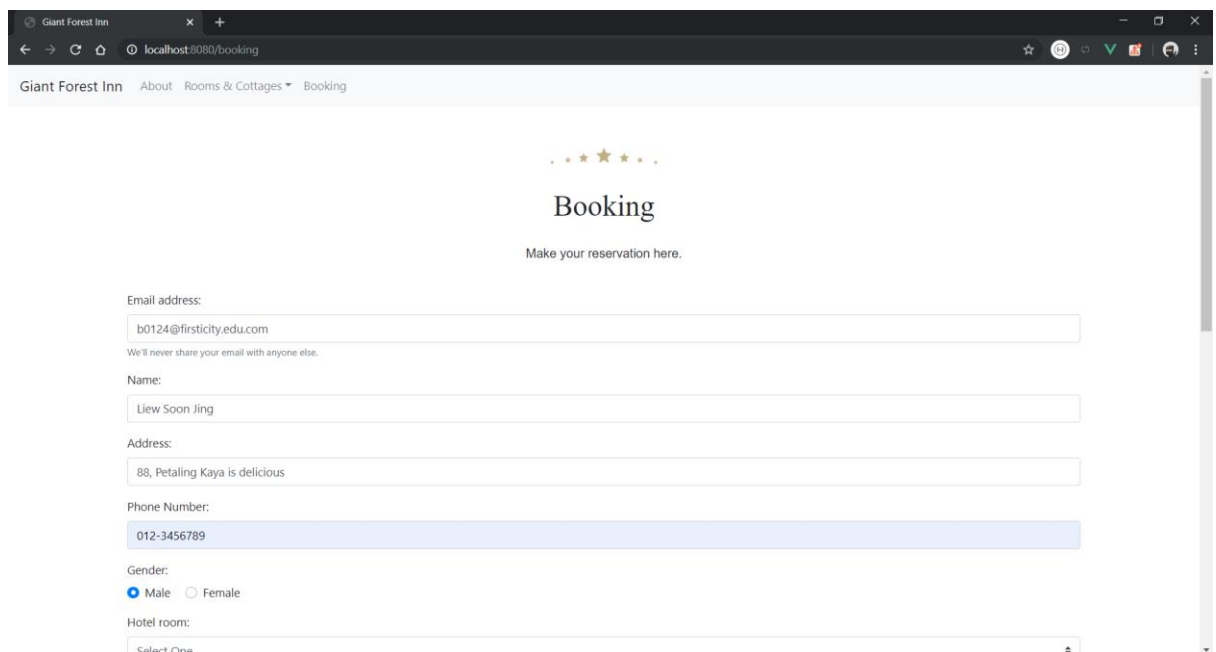 Giant Forest Inn
localhost:8080/booking
Giant Forest Inn About Rooms & Cottages Booking
Booking
Make your reservation here.
Email address:
b0124@firsticity.edu.com
We'll never share your email with anyone else.
Name:
Liew Soon Jing
Address:
88, Petaling Kaya is delicious
Phone Number:
012-3456789
Gender:
Male Female
Hotel room:
Select One